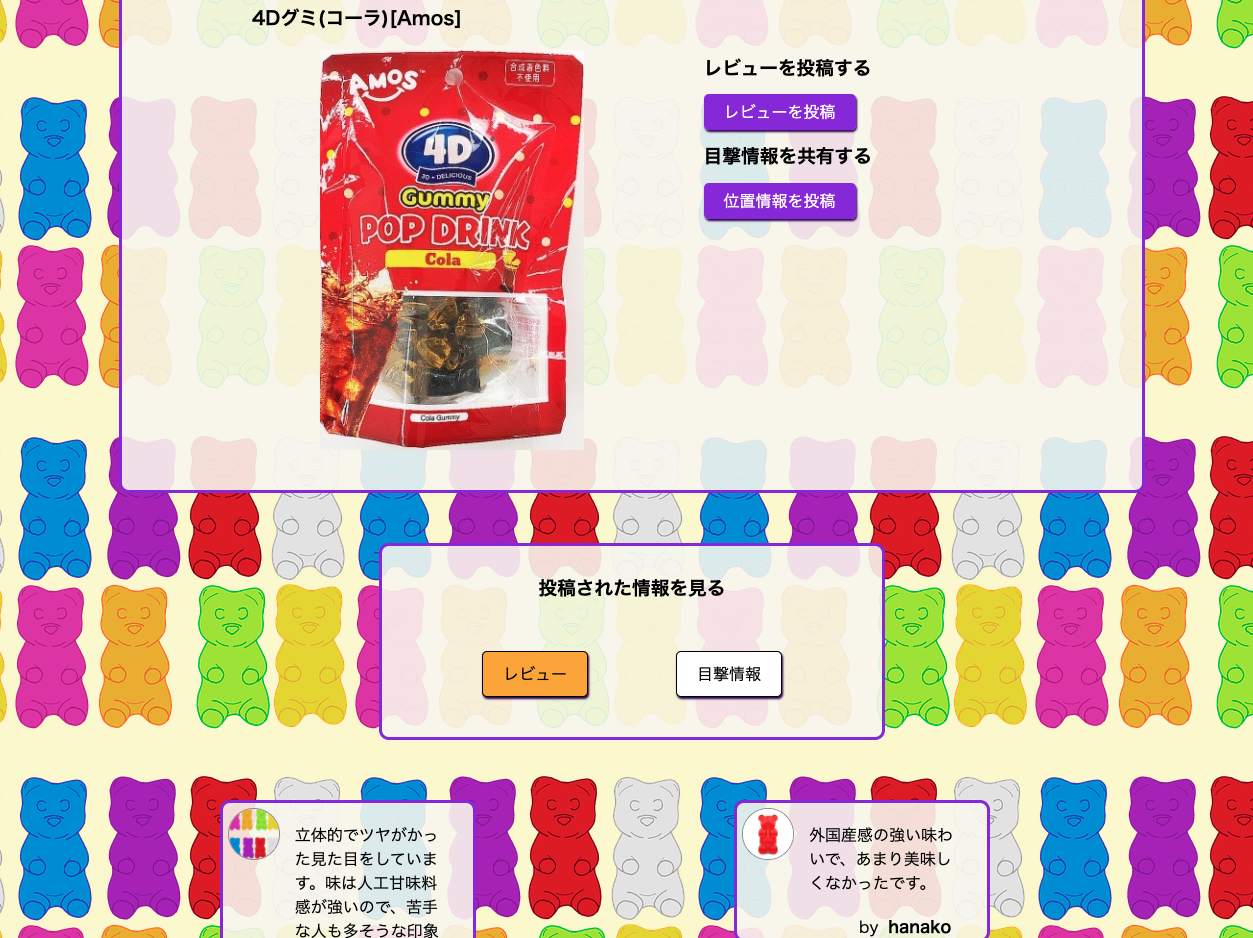 4Dグミ(コーラ)[Amos]
AMOS
合成着色料
不使用
4D
3D + DELICIOUS
Gummy
POP DRINK
Cola
Cola Gummy
レビューを投稿する
レビューを投稿
目撃情報を共有する
位置情報を投稿
投稿された情報を見る
レビュー
目撃情報
立体的でツヤがかっ
た見た目をしていま
す。味は人工甘味料
感が強いので、苦手
な人も多そうな印象
外国産感の強い味わ
いで、あまり美味し
くなかったです。
by hanako